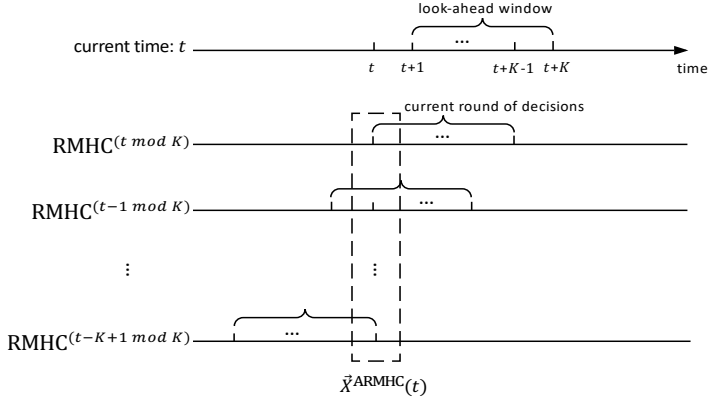 look-ahead window
current time: t
...
t t+1 t+K-1 t+K
time
current round of decisions
RMHC^(t mod K)
...
RMHC^(t−1 mod K)
...
⋮ ⋮
RMHC^(t−K+1 mod K)
...
X⃗^ARMHC(t)